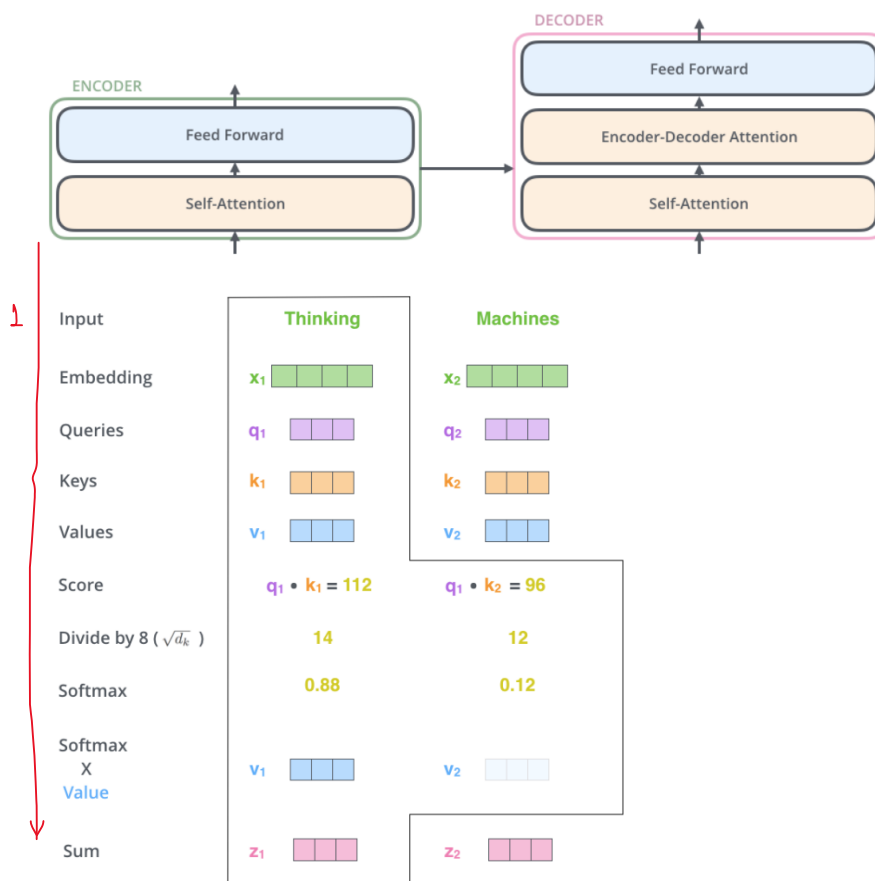 DECODER
Feed Forward
ENCODER
Feed Forward
Encoder-Decoder Attention
Self-Attention
Self-Attention
1
Input Thinking Machines
Embedding x₁ x₂
Queries q₁ q₂
Keys k₁ k₂
Values v₁ v₂
Score q₁ • k₁ = 112 q₁ • k₂ = 96
Divide by 8 ( √dₖ ) 14 12
Softmax 0.88 0.12
Softmax
X v₁ v₂
Value
Sum z₁ z₂